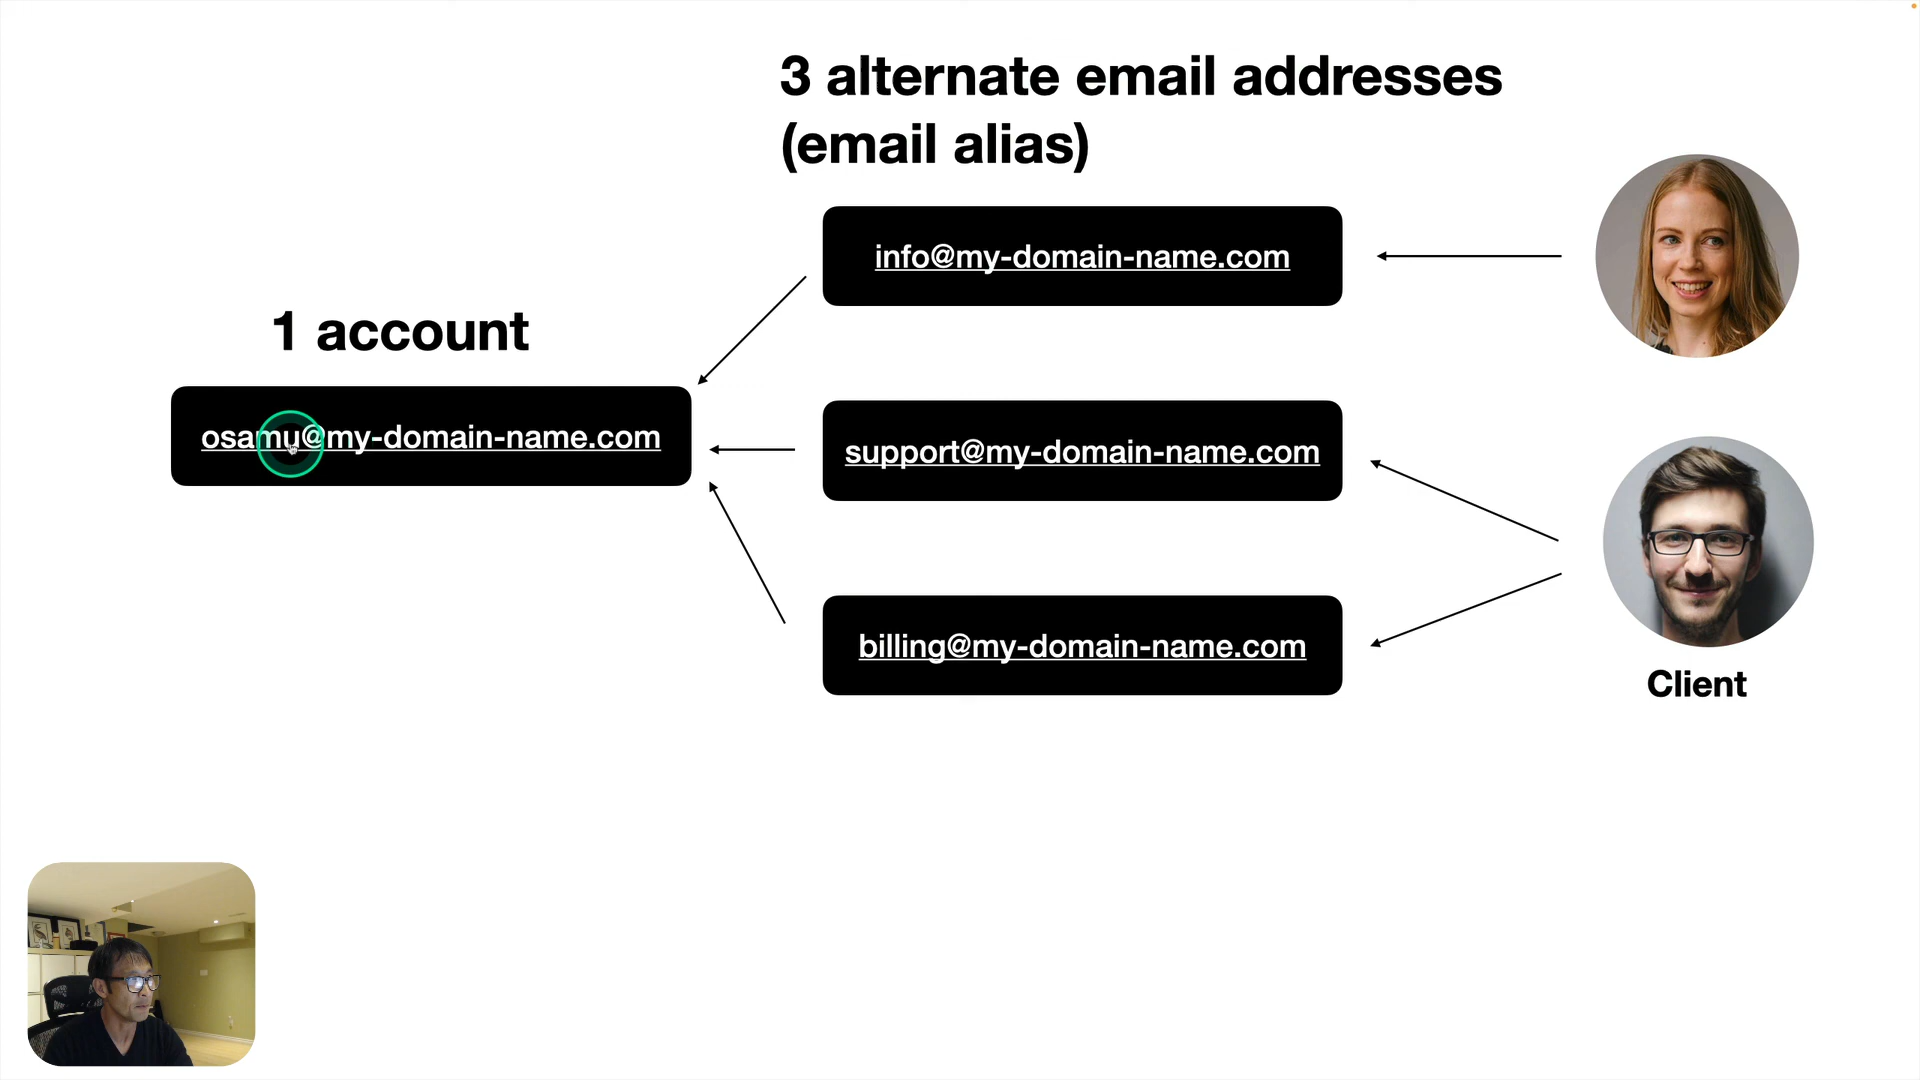 3 alternate email addresses
(email alias)
info@my-domain-name.com
1 account
osamu@my-domain-name.com
support@my-domain-name.com
billing@my-domain-name.com
Client